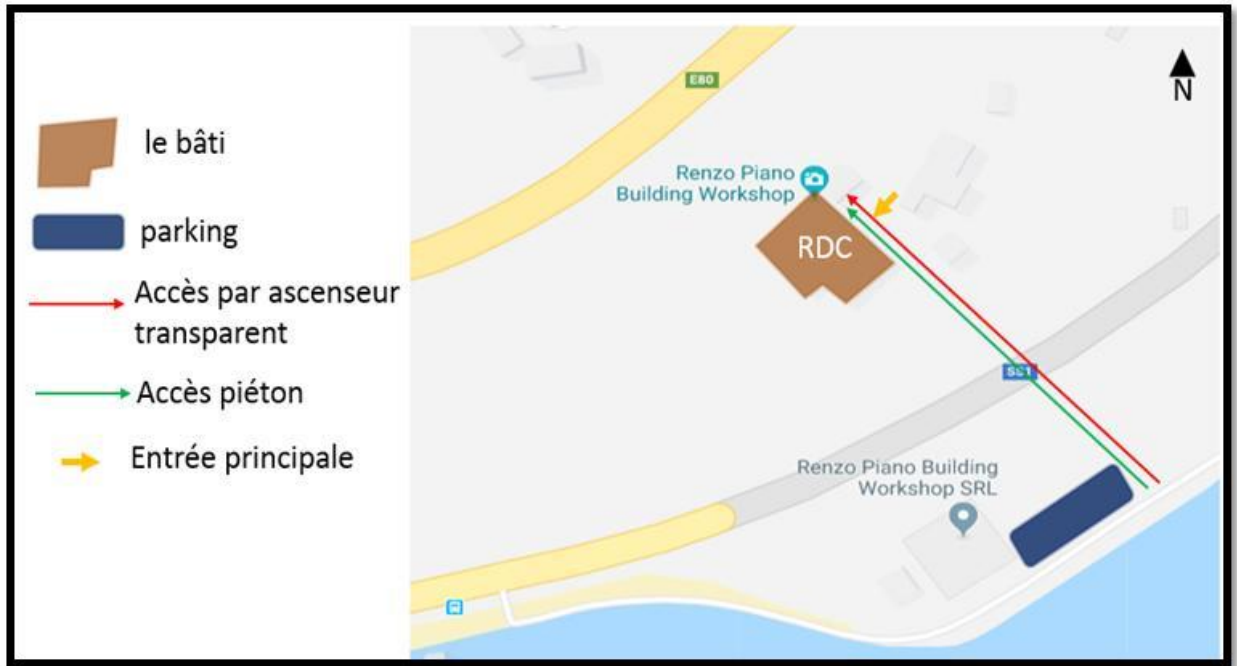 le bâti
parking
Accès par ascenseur
transparent
Accès piéton
Entrée principale
E80
N
Renzo Piano
Building Workshop
RDC
SS1
Renzo Piano Building
Workshop SRL